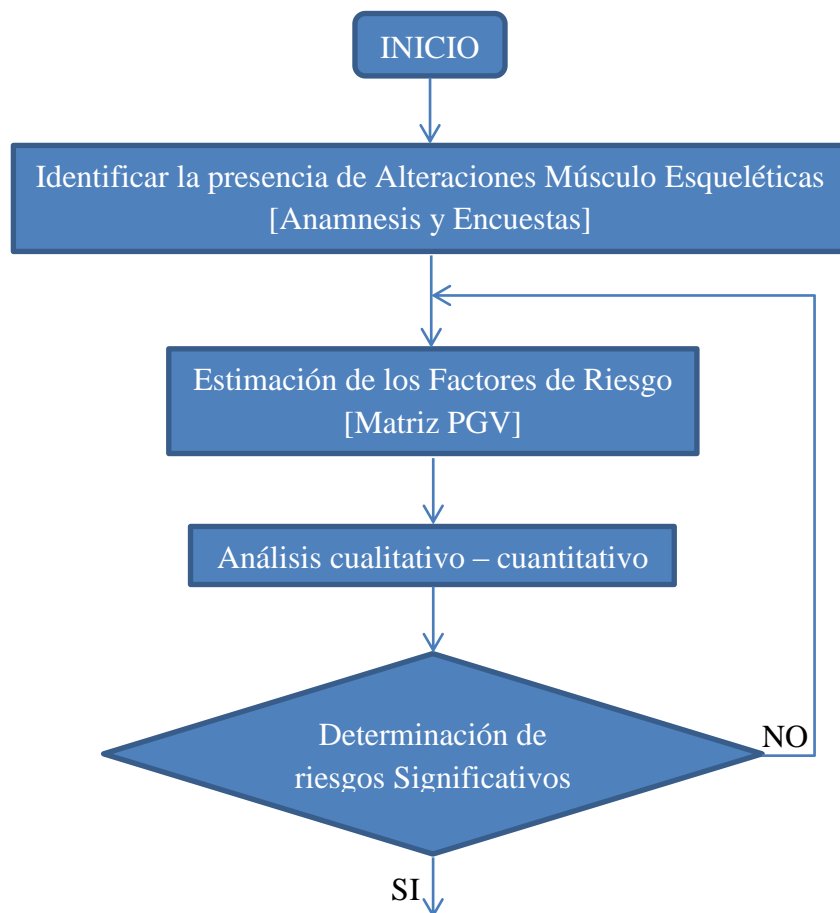 INICIO
Identificar la presencia de Alteraciones Músculo Esqueléticas
[Anamnesis y Encuestas]
Estimación de los Factores de Riesgo
[Matriz PGV]
Análisis cualitativo – cuantitativo
Determinación de
riesgos Significativos
NO
SI